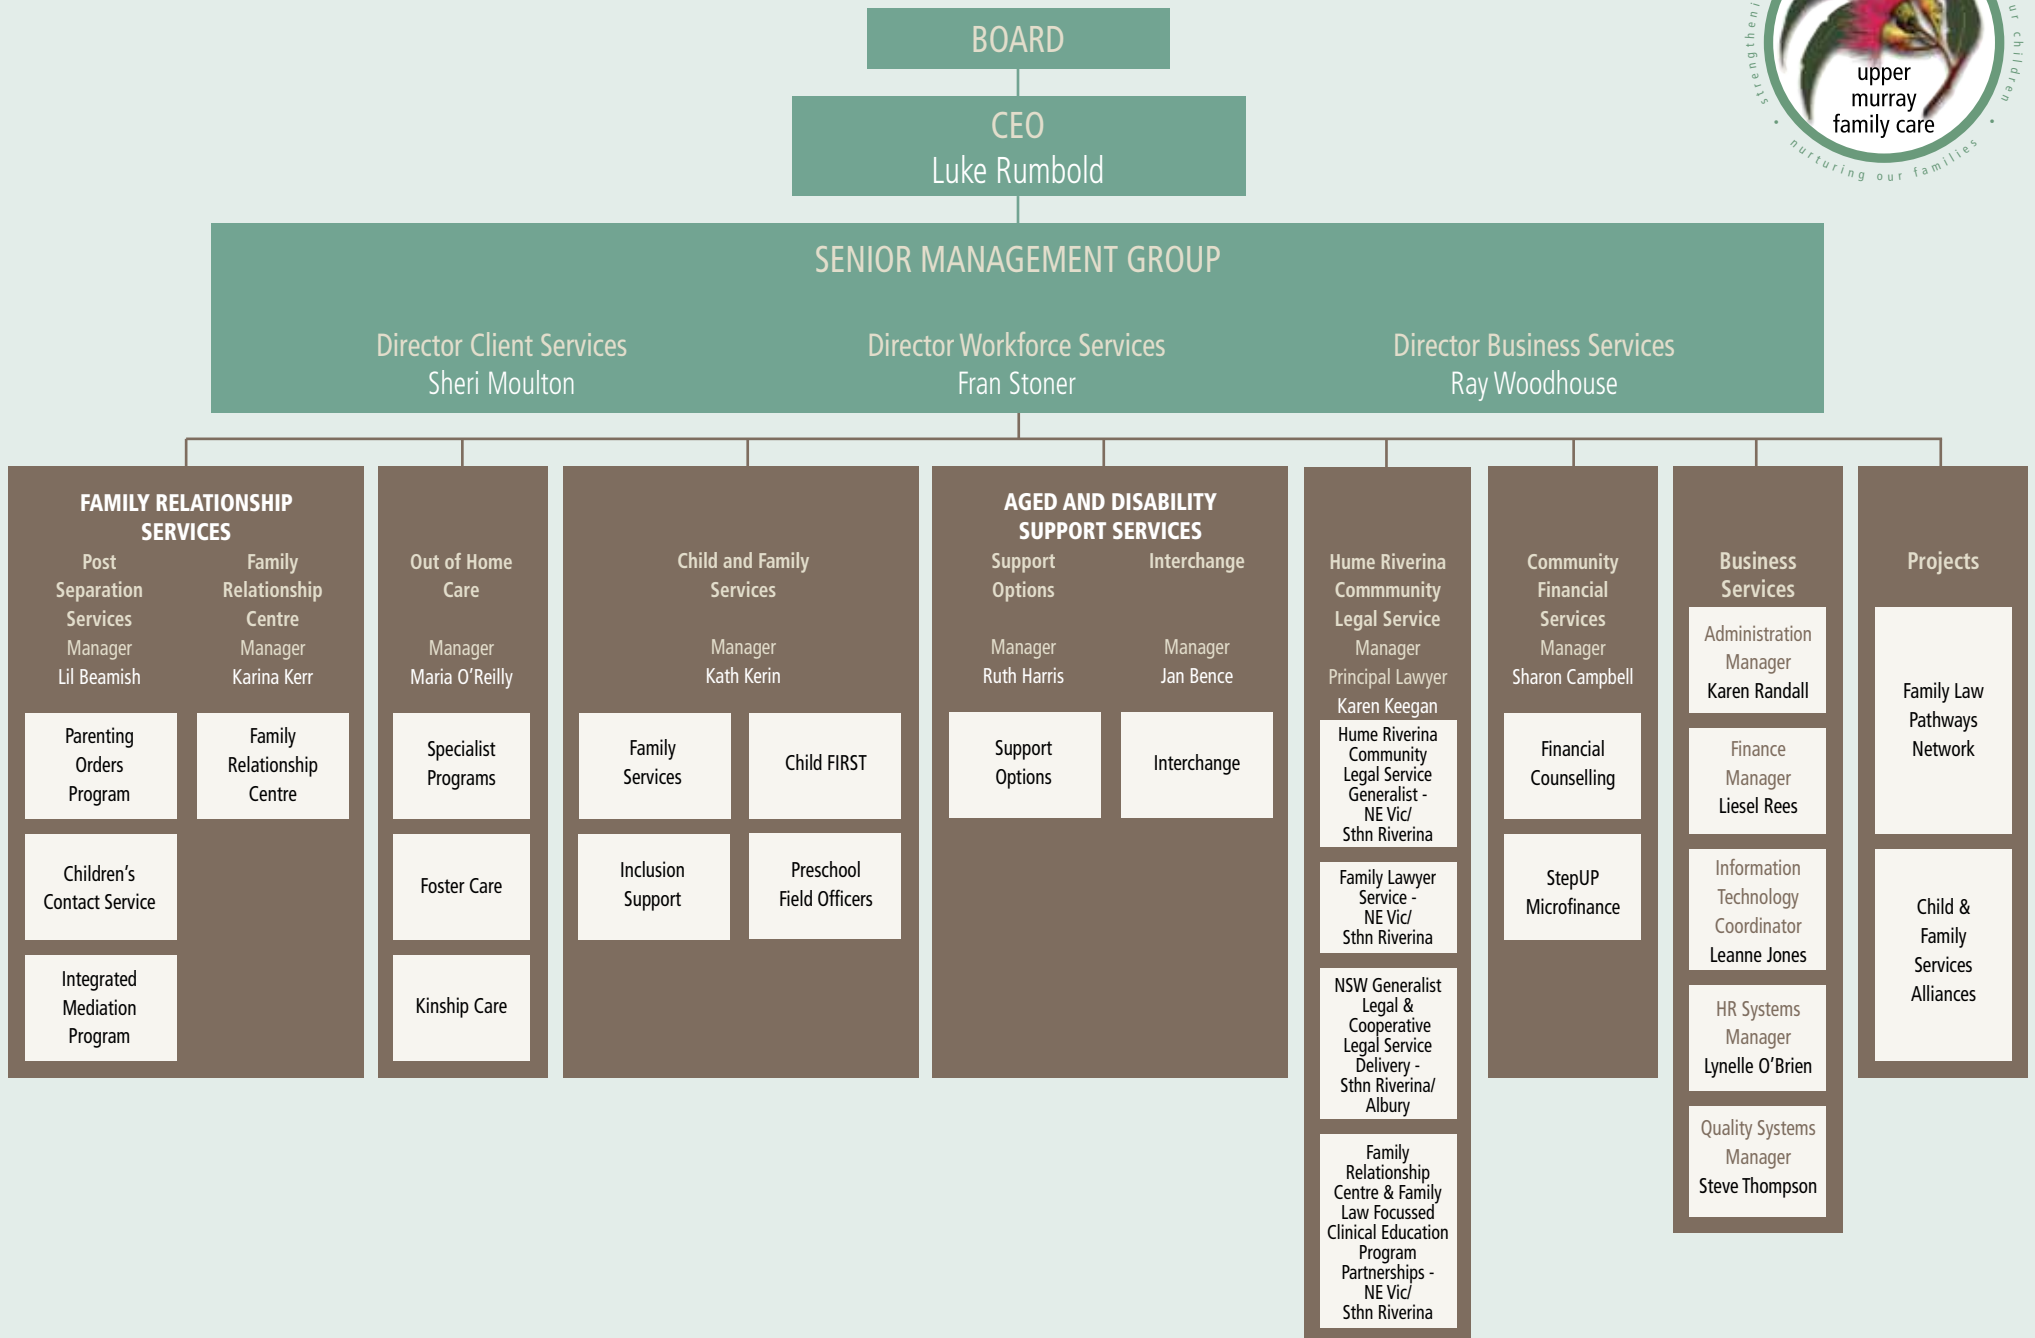 BOARD
CEO
Luke Rumbold
upper
murray
family care
nurturing our families
SENIOR MANAGEMENT GROUP
Director Client Services
Sheri Moulton
Director Workforce Services
Fran Stoner
Director Business Services
Ray Woodhouse
FAMILY RELATIONSHIP
SERVICES
Post
Separation
Services
Manager
Lil Beamish
Parenting
Orders
Program
Children's
Contact Service
Integrated
Mediation
Program
Family
Relationship
Centre
Manager
Karina Kerr
Family
Relationship
Centre
Out of Home
Care
Manager
Maria O'Reilly
Specialist
Programs
Foster Care
Kinship Care
Child and Family
Services
Manager
Kath Kerin
Family
Services
Child FIRST
Inclusion
Support
Preschool
Field Officers
AGED AND DISABILITY
SUPPORT SERVICES
Support
Options
Manager
Ruth Harris
Support
Options
Interchange
Manager
Jan Bence
Interchange
Hume Riverina
Commmunity
Legal Service
Manager
Principal Lawyer
Karen Keegan
Hume Riverina
Community
Legal Service
Generalist -
NE Vic/
Sthn Riverina
Family Lawyer
Service -
NE Vic/
Sthn Riverina
NSW Generalist
Legal &
Cooperative
Legal Service
Delivery -
Sthn Riverina/
Albury
Family
Relationship
Centre & Family
Law Focussed
Clinical Education
Program
Partnerships -
NE Vic/
Sthn Riverina
Community
Financial
Services
Manager
Sharon Campbell
Financial
Counselling
StepUP
Microfinance
Business
Services
Administration
Manager
Karen Randall
Finance
Manager
Liesel Rees
Information
Technology
Coordinator
Leanne Jones
HR Systems
Manager
Lynelle O'Brien
Quality Systems
Manager
Steve Thompson
Projects
Family Law
Pathways
Network
Child &
Family
Services
Alliances